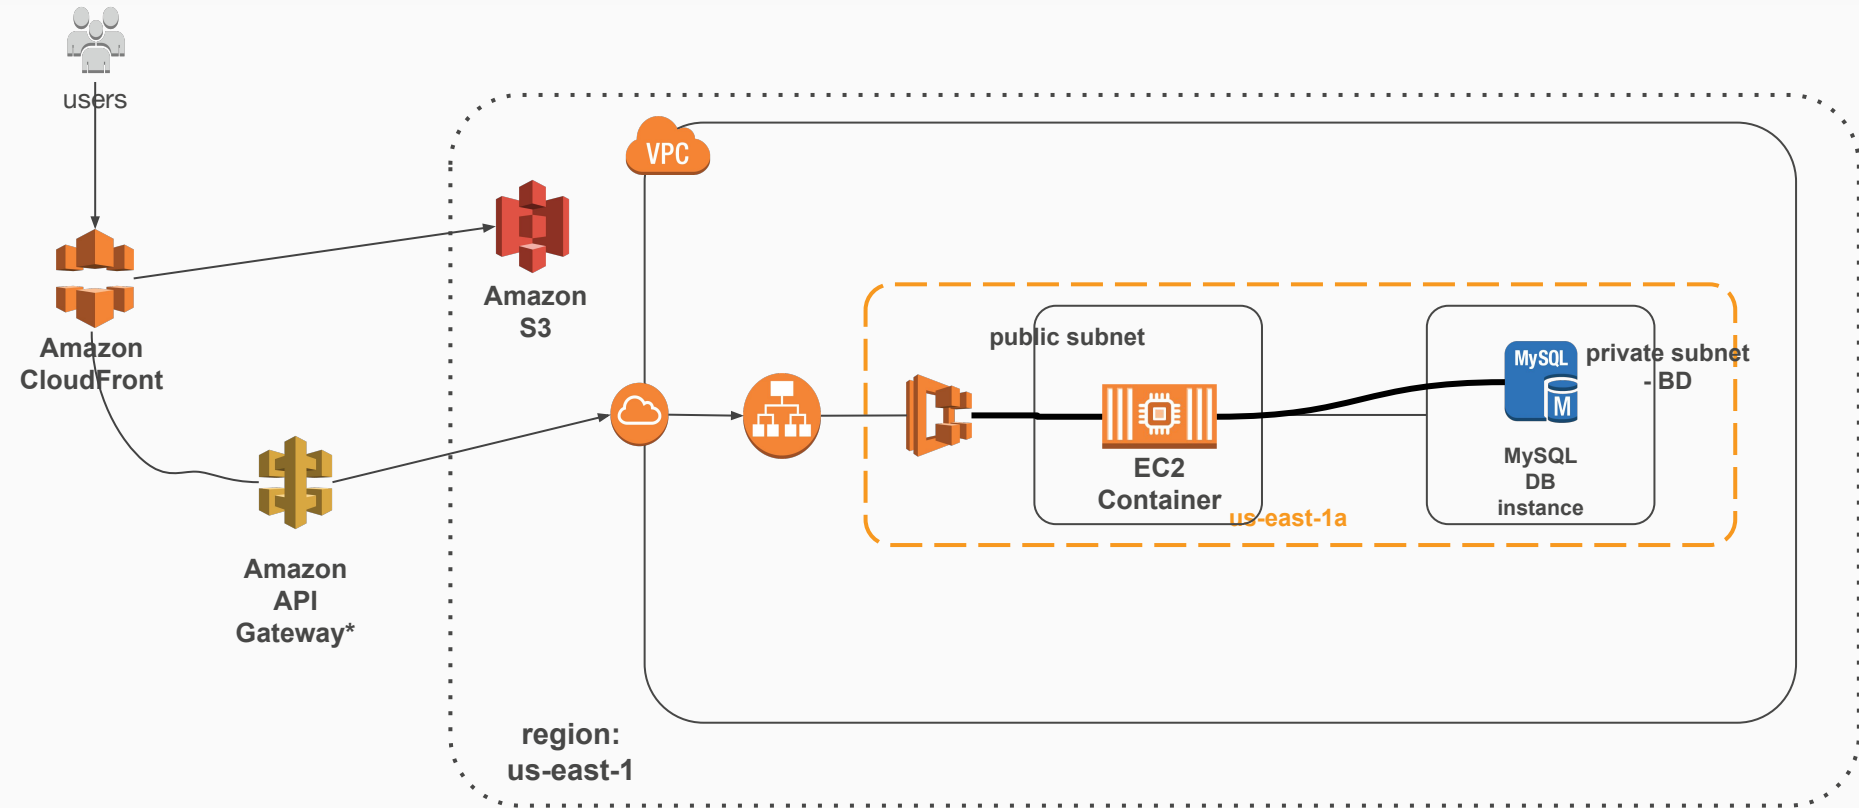 users
VPC
Amazon
S3
Amazon
CloudFront
public subnet
MySQL
M
private subnet
- BD
EC2
Container
MySQL
DB
instance
us-east-1a
Amazon
API
Gateway*
region:
us-east-1